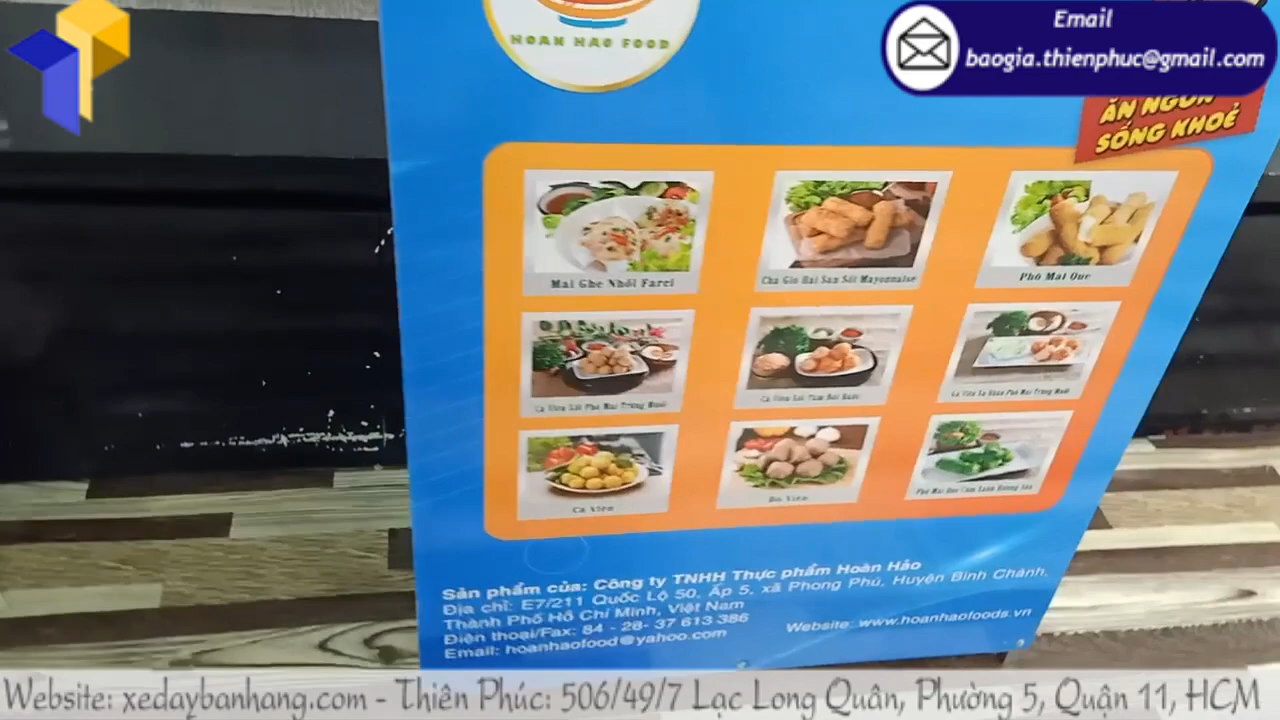 HOAN HAO FOOD
Email
baogia.thienphuc@gmail.com
ĂN NGON
SỐNG KHOẺ
Mai Ghe Nhồi Farci
Cha Gio Hai San Sốt Mayonnaise
Phô Mai Que
Cá Viên
Bò Viên
Sản phẩm của: Công ty TNHH Thực phẩm Hoàn Hảo
Địa chỉ: E7/211 Quốc Lộ 50, Ấp 5, xã Phong Phú, Huyện Bình Chánh,
Thành Phố Hồ Chí Minh, Việt Nam
Điện thoại/Fax: 84 - 28- 37 613 386
Website: www.hoanhaofoods.vn
Email: hoanhaofood@yahoo.com
Website: xedaybanhang.com - Thiên Phúc: 506/49/7 Lạc Long Quân, Phường 5, Quận 11, HCM